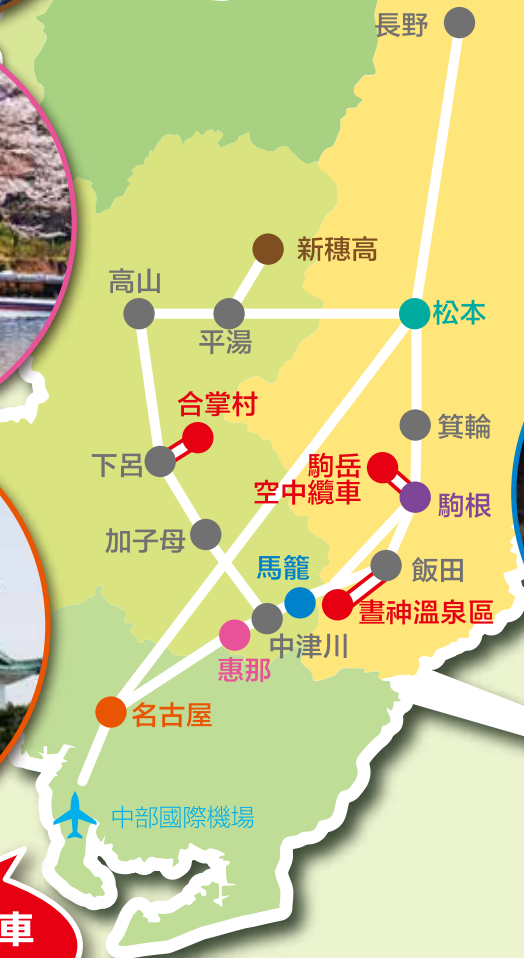 長野
新穗高
高山
松本
平湯
合掌村
箕輪
下呂
駒岳
空中纜車
駒根
加子母
馬籠
飯田
晝神溫泉區
中津川
惠那
名古屋
中部國際機場
車